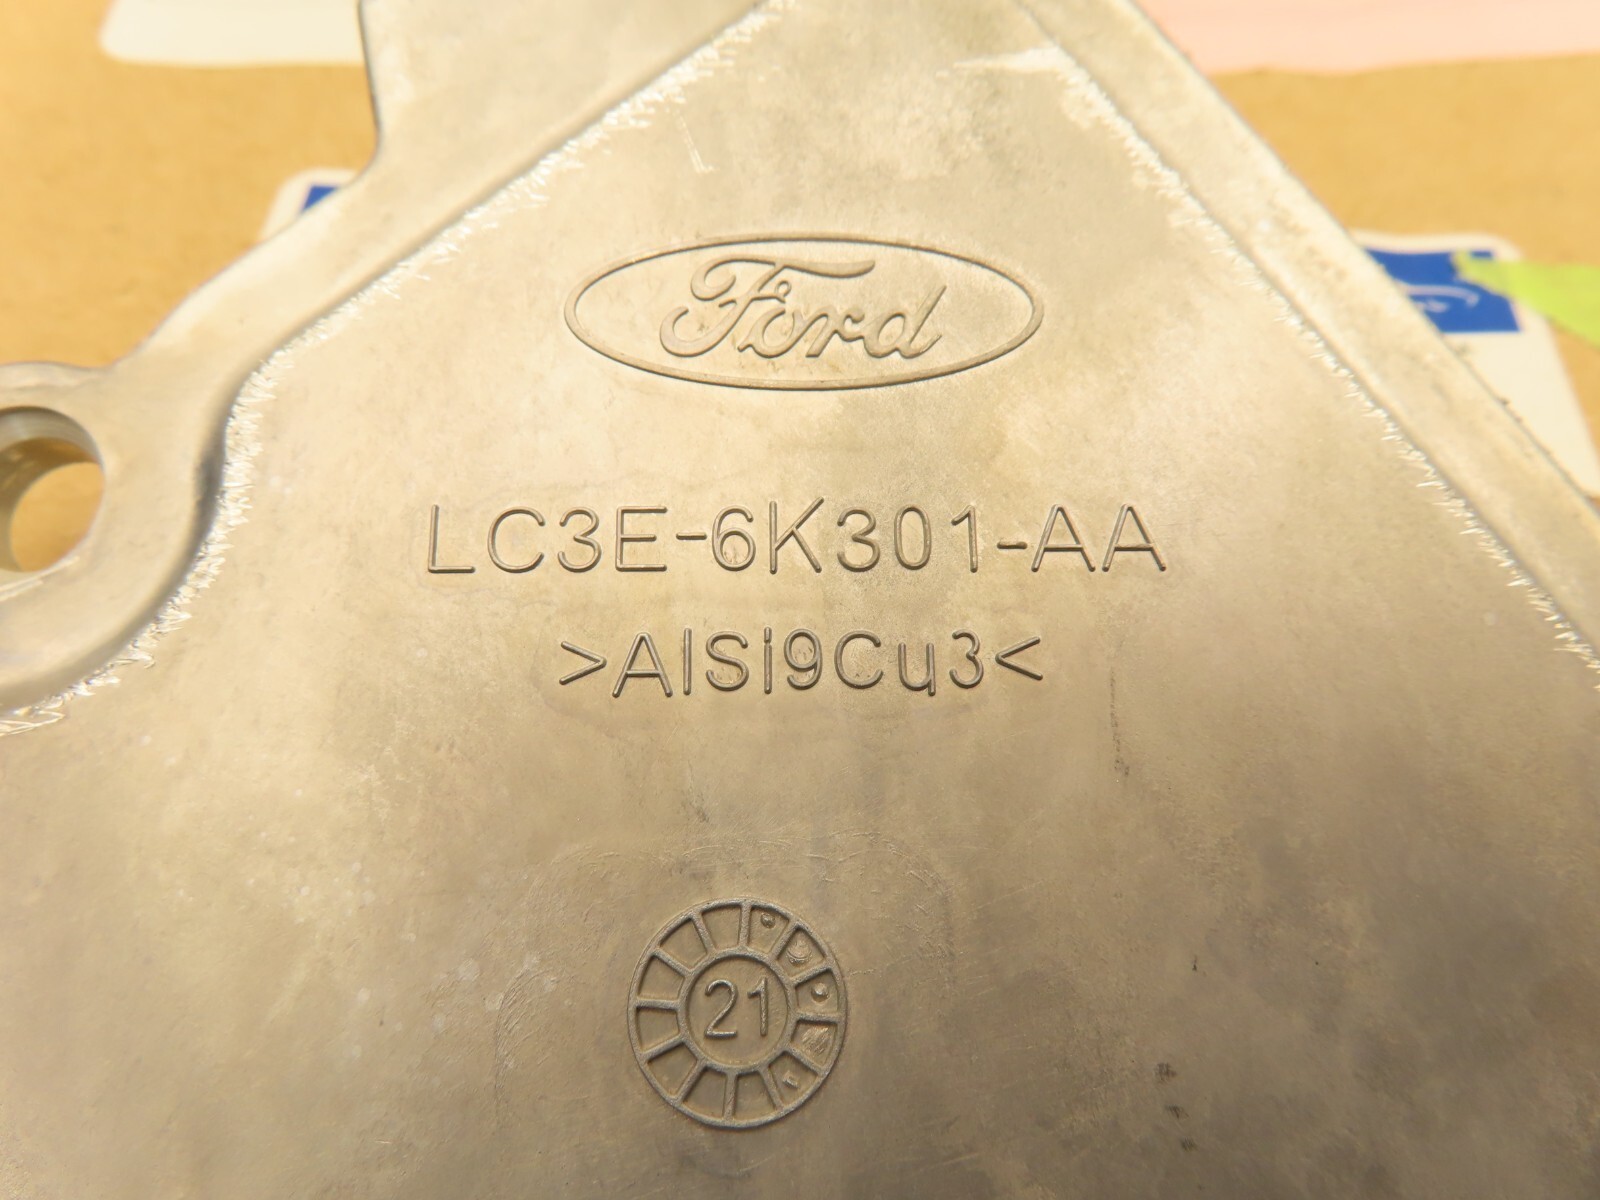 Ford
LC3E-6K301-AA
>AlSi9Cu3<
21